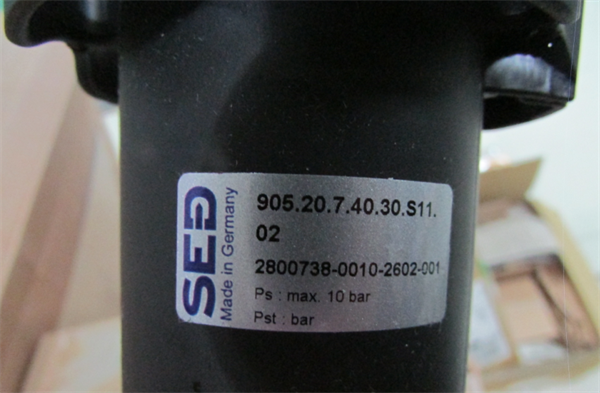 SED
Made in Germany
905.20.7.40.30.S11.
02
2800738-0010-2602-001
Ps : max. 10 bar
Pst : bar